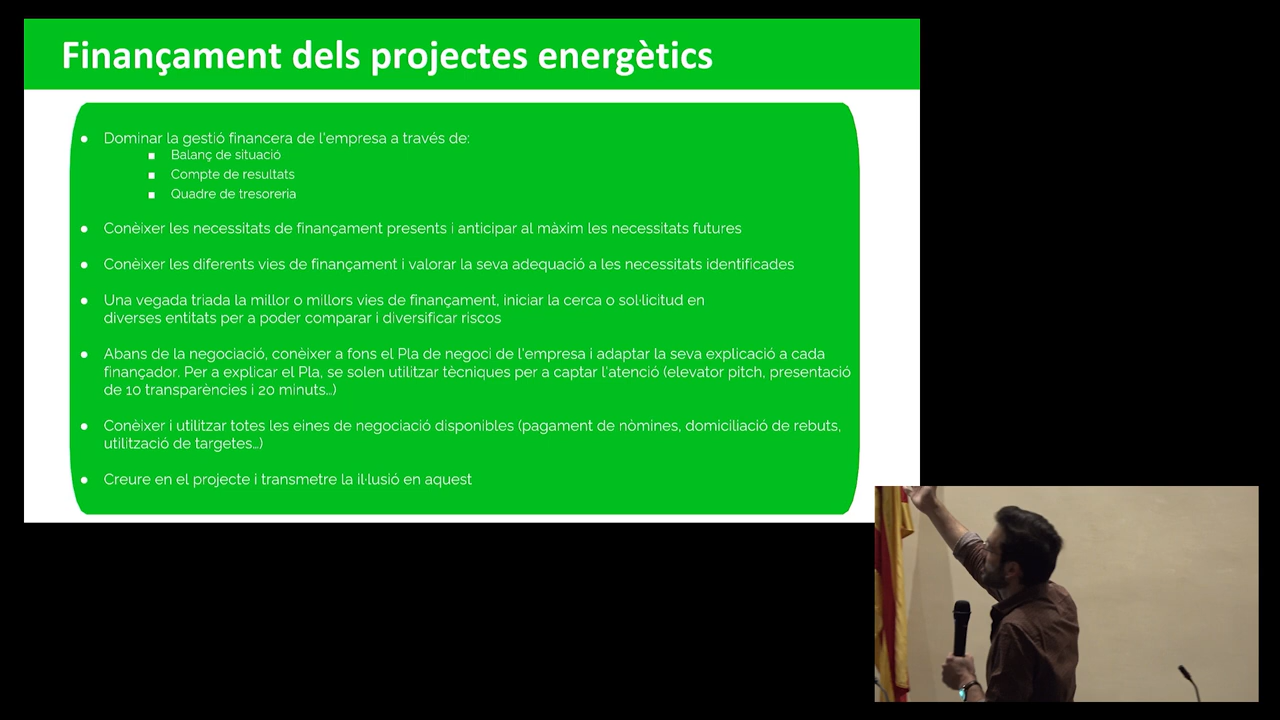 Finançament dels projectes energètics
● Dominar la gestió financera de l'empresa a través de:
■ Balanç de situació
■ Compte de resultats
■ Quadre de tresoreria
● Conèixer les necessitats de finançament presents i anticipar al màxim les necessitats futures
● Conèixer les diferents vies de finançament i valorar la seva adequació a les necessitats identificades
● Una vegada triada la millor o millors vies de finançament, iniciar la cerca o sol·licitud en
diverses entitats per a poder comparar i diversificar riscos
● Abans de la negociació, conèixer a fons el Pla de negoci de l'empresa i adaptar la seva explicació a cada
finançador. Per a explicar el Pla, se solen utilitzar tècniques per a captar l'atenció (elevator pitch, presentació
de 10 transparències i 20 minuts…)
● Conèixer i utilitzar totes les eines de negociació disponibles (pagament de nòmines, domiciliació de rebuts,
utilització de targetes…)
● Creure en el projecte i transmetre la il·lusió en aquest